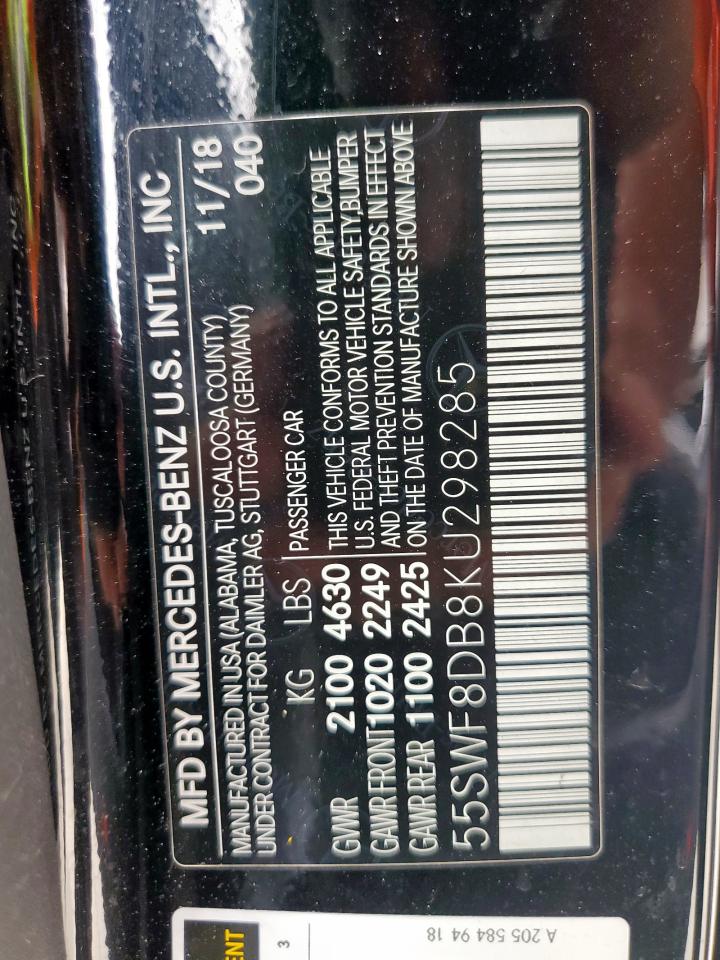 MFD BY MERCEDES-BENZ U.S. INTL., INC
MANUFACTURED IN USA (ALABAMA, TUSCALOOSA COUNTY)
UNDER CONTRACT FOR DAIMLER AG, STUTTGART (GERMANY)
11/18
040
KG LBS PASSENGER CAR
GVWR 2100 4630 THIS VEHICLE CONFORMS TO ALL APPLICABLE
GAWR FRONT 1020 2249 U.S. FEDERAL MOTOR VEHICLE SAFETY, BUMPER
GAWR REAR 1100 2425 AND THEFT PREVENTION STANDARDS IN EFFECT
ON THE DATE OF MANUFACTURE SHOWN ABOVE
55SWF8DB8KU298285
ENT
3
A 205 584 94 18